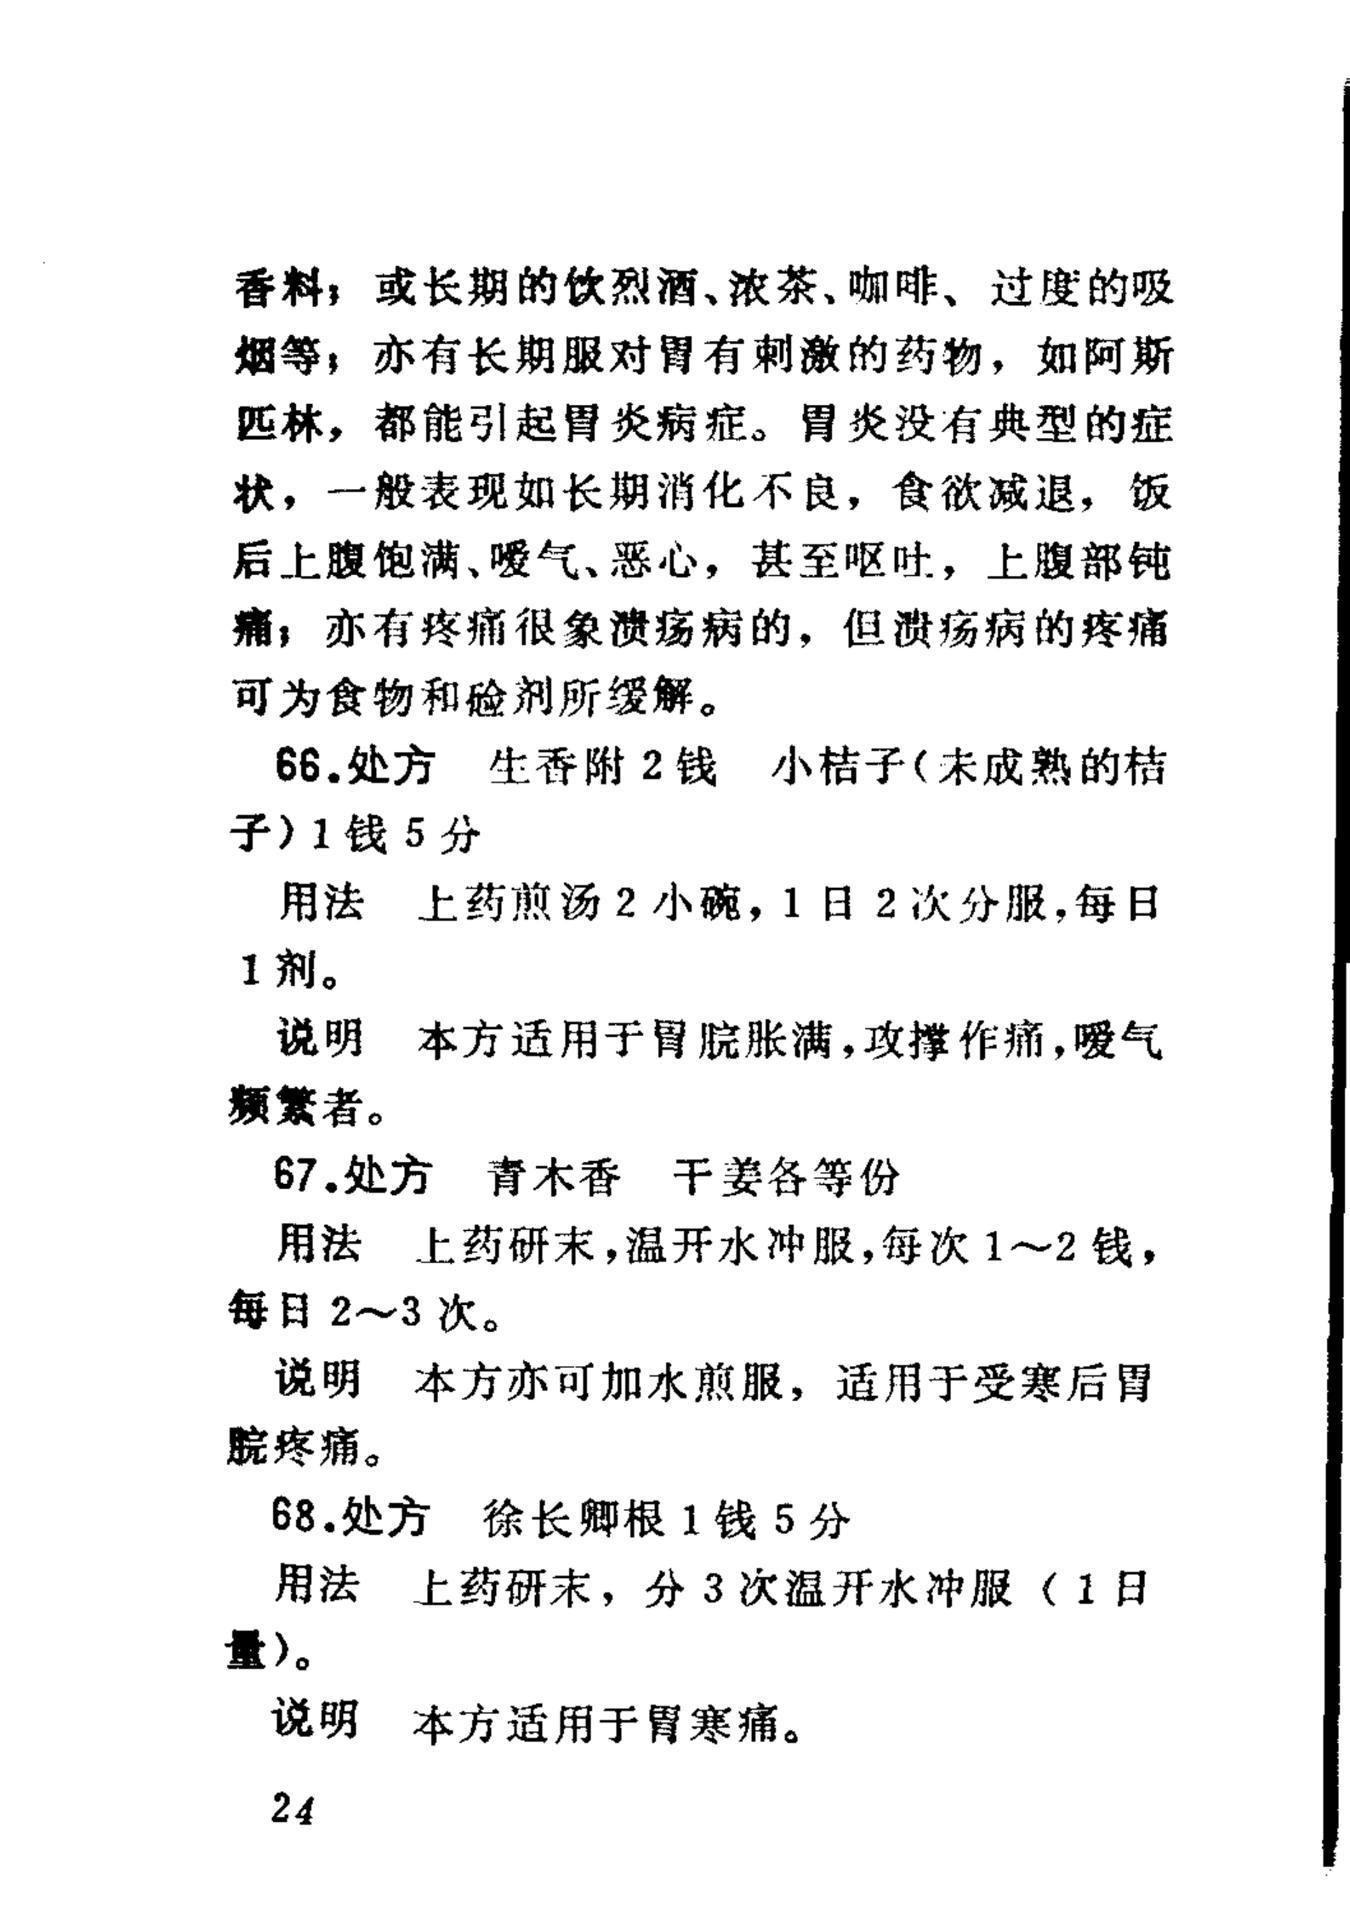 香料；或长期的饮烈酒、浓茶、咖啡、过度的吸
烟等；亦有长期服对胃有刺激的药物，如阿斯
匹林，都能引起胃炎病症。胃炎没有典型的症
状，一般表现如长期消化不良，食欲减退，饭
后上腹饱满、嗳气、恶心，甚至呕吐，上腹部钝
痛；亦有疼痛很象溃疡病的，但溃疡病的疼痛
可为食物和硷剂所缓解。
66.处方　生香附2钱　小桔子（未成熟的桔
子）1钱5分
用法　上药煎汤2小碗，1日2次分服，每日
1剂。
说明　本方适用于胃脘胀满，攻撑作痛，嗳气
频繁者。
67.处方　青木香　干姜各等份
用法　上药研末，温开水冲服，每次1～2钱，
每日2～3次。
说明　本方亦可加水煎服，适用于受寒后胃
脘疼痛。
68.处方　徐长卿根1钱5分
用法　上药研末，分3次温开水冲服（1日
量）。
说明　本方适用于胃寒痛。
24